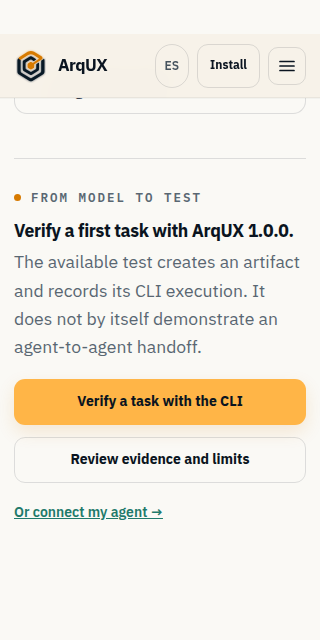 ArqUX
ES
Install
FROM MODEL TO TEST
Verify a first task with ArqUX 1.0.0.
The available test creates an artifact
and records its CLI execution. It
does not by itself demonstrate an
agent-to-agent handoff.
Verify a task with the CLI
Review evidence and limits
Or connect my agent →